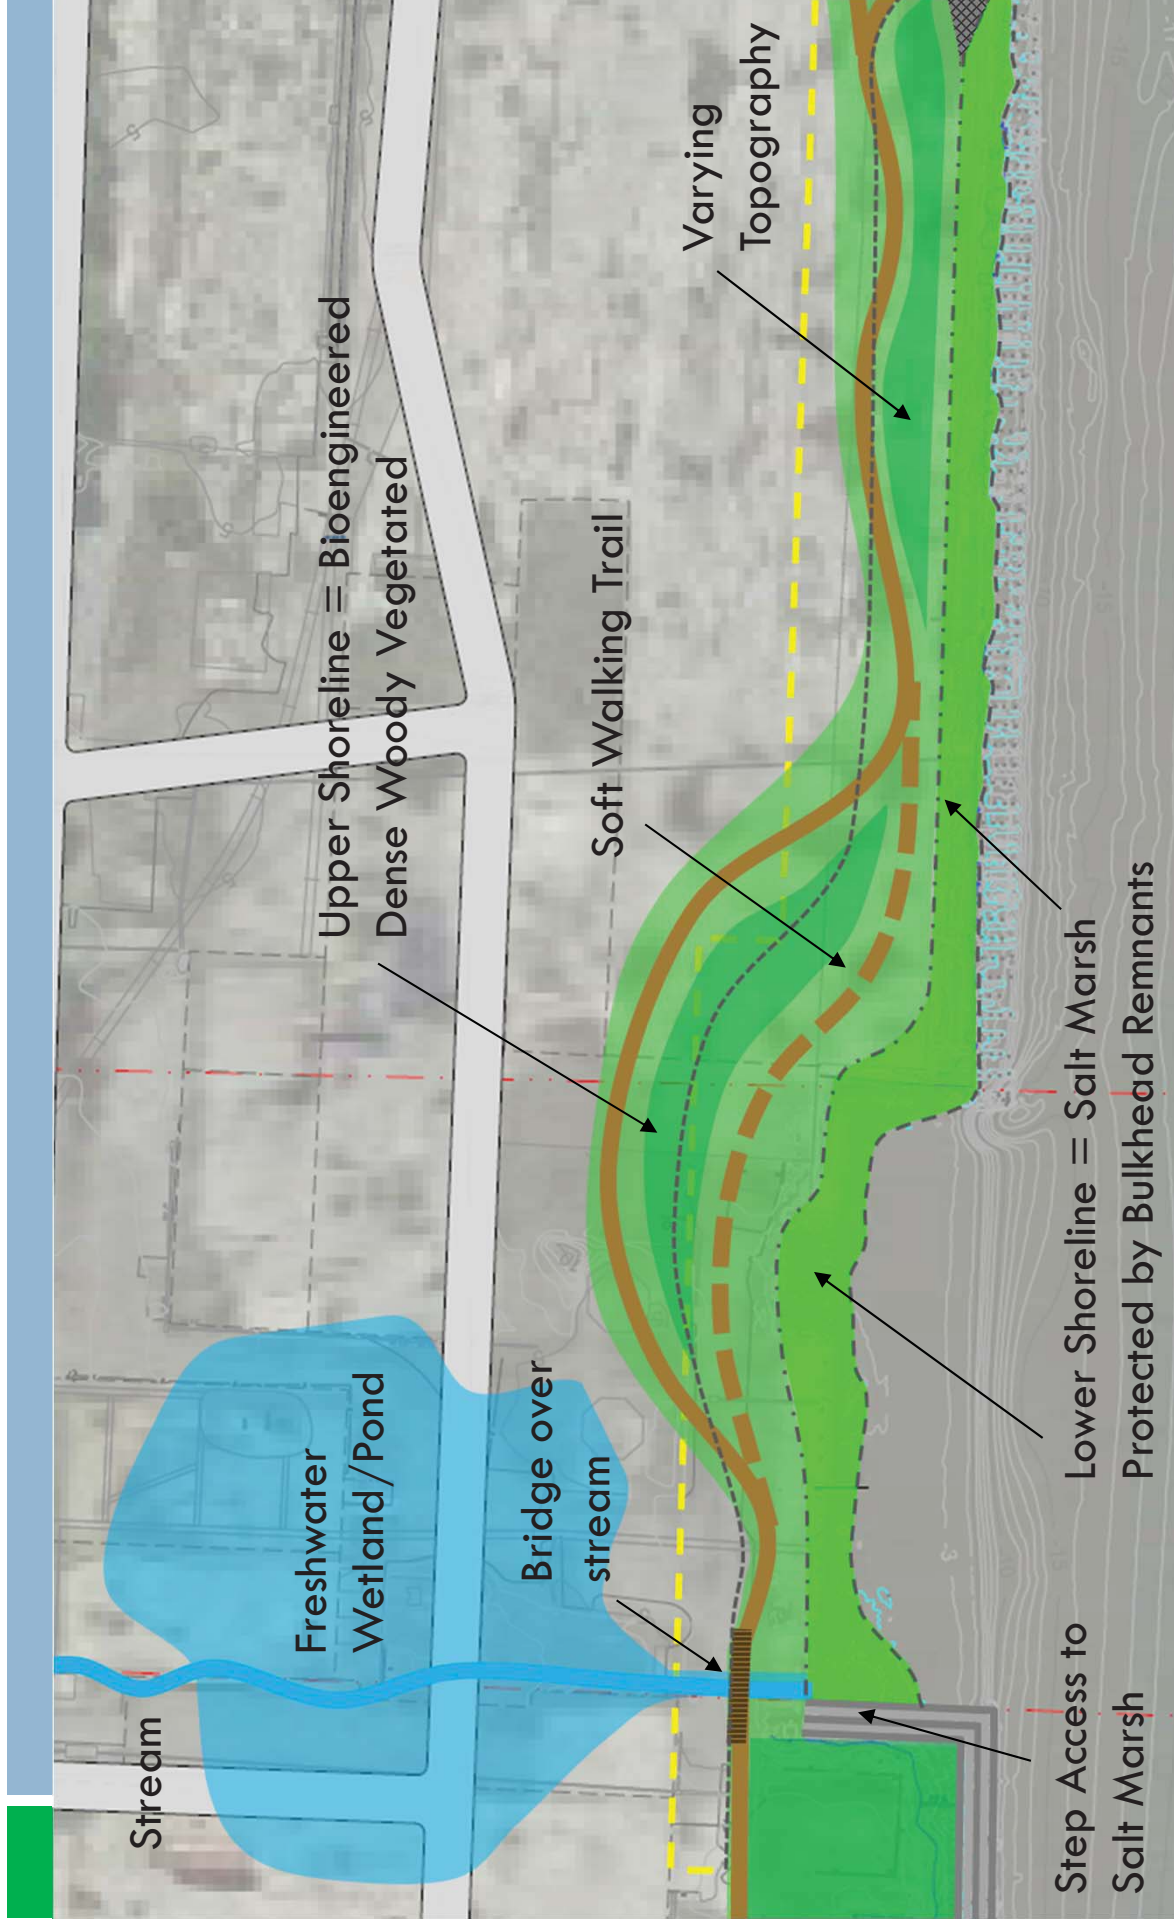 Stream
Freshwater
Wetland/Pond
Upper Shoreline = Bioengineered
Dense Woody Vegetated
Bridge over
stream
Soft Walking Trail
Varying
Topography
Step Access to
Salt Marsh
Lower Shoreline = Salt Marsh
Protected by Bulkhead Remnants